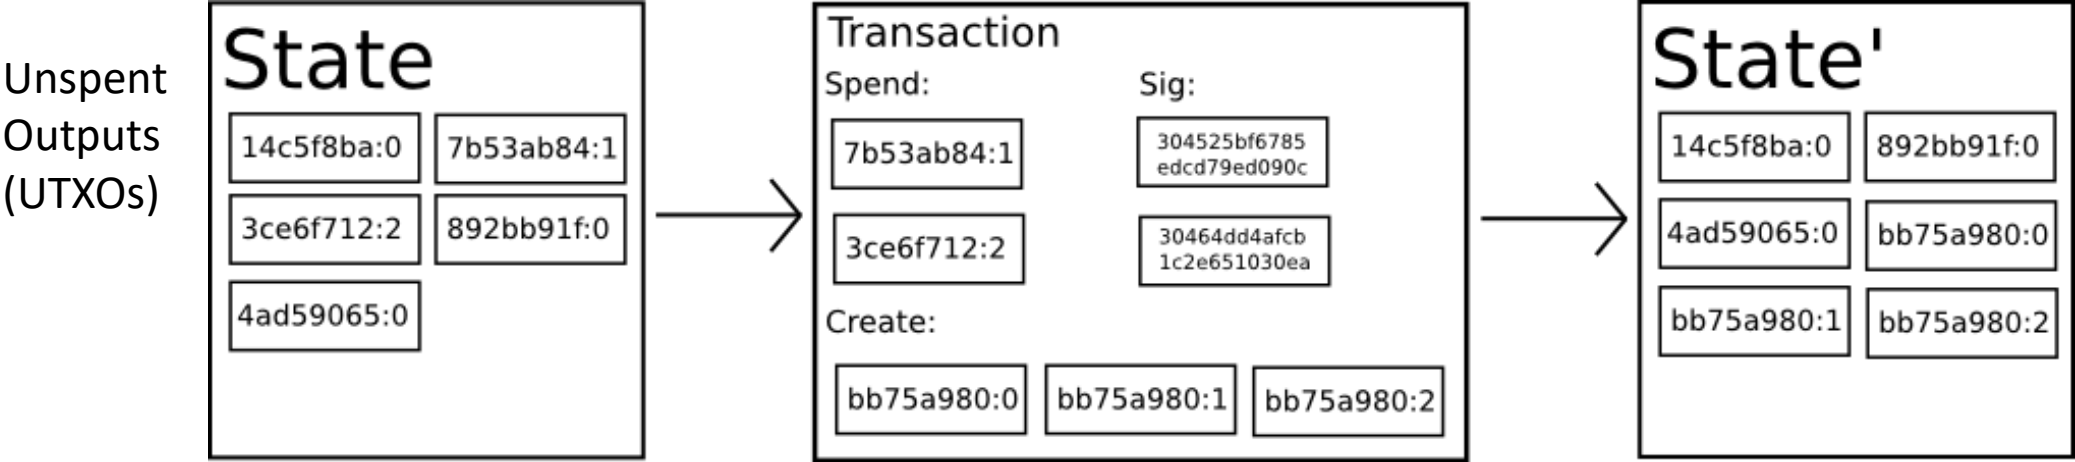 Unspent
Outputs
(UTXOs)
State
14c5f8ba:0 7b53ab84:1
3ce6f712:2 892bb91f:0
4ad59065:0
Transaction
Spend: Sig:
7b53ab84:1
304525bf6785
edcd79ed090c
3ce6f712:2
30464dd4afcb
1c2e651030ea
Create:
bb75a980:0 bb75a980:1 bb75a980:2
State'
14c5f8ba:0 892bb91f:0
4ad59065:0 bb75a980:0
bb75a980:1 bb75a980:2